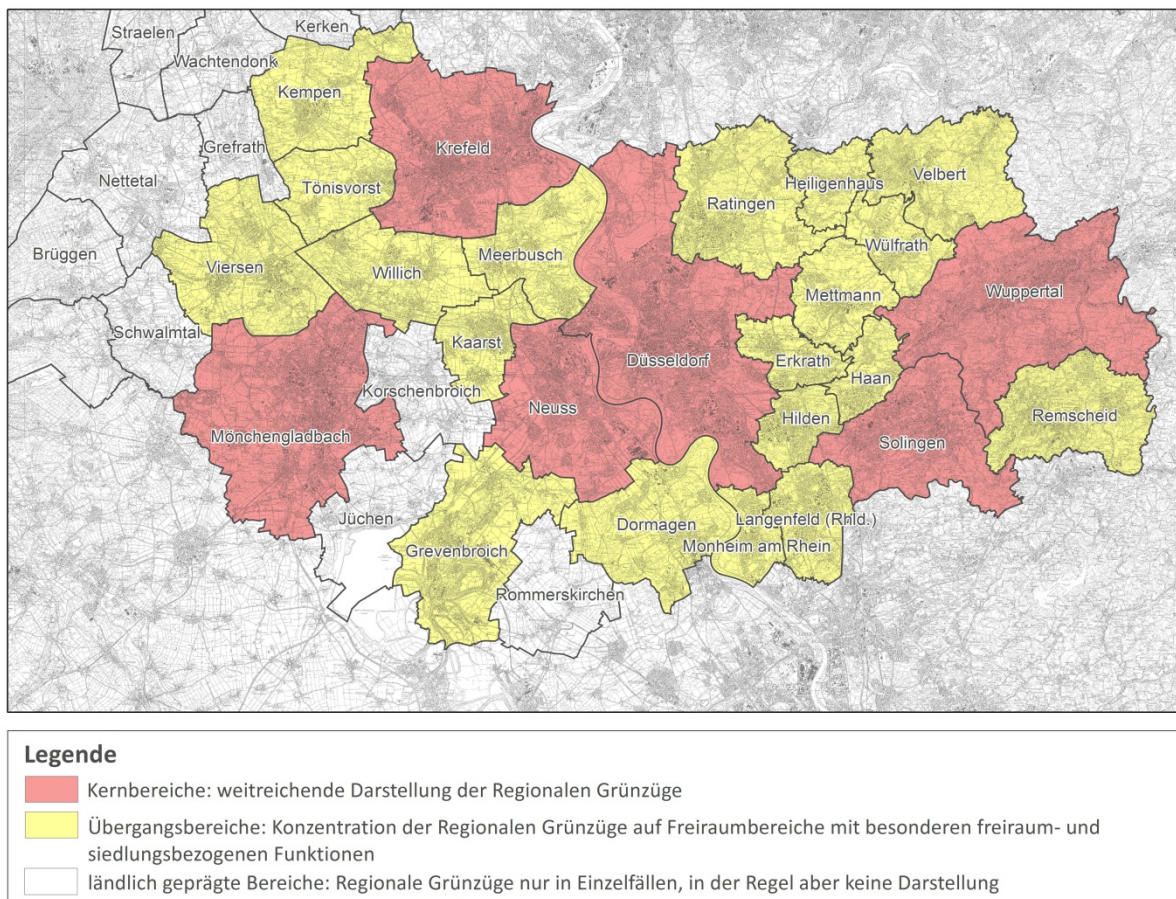 Straelen
Kerken
Wachtendonk
Kempen
Krefeld
Grefrath
Nettetal
Tönisvorst
Ratingen
Heiligenhaus
Velbert
Brüggen
Viersen
Willich
Meerbusch
Wülfrath
Mettmann
Wuppertal
Schwalmtal
Kaarst
Düsseldorf
Erkrath
Haan
Korschenbroich
Neuss
Hilden
Remscheid
Mönchengladbach
Solingen
Jüchen
Dormagen
Langenfeld (Rhld.)
Grevenbroich
Monheim am Rhein
Rommerskirchen
Legende
Kernbereiche: weitreichende Darstellung der Regionalen Grünzüge
Übergangsbereiche: Konzentration der Regionalen Grünzüge auf Freiraumbereiche mit besonderen freiraum- und
siedlungsbezogenen Funktionen
ländlich geprägte Bereiche: Regionale Grünzüge nur in Einzelfällen, in der Regel aber keine Darstellung